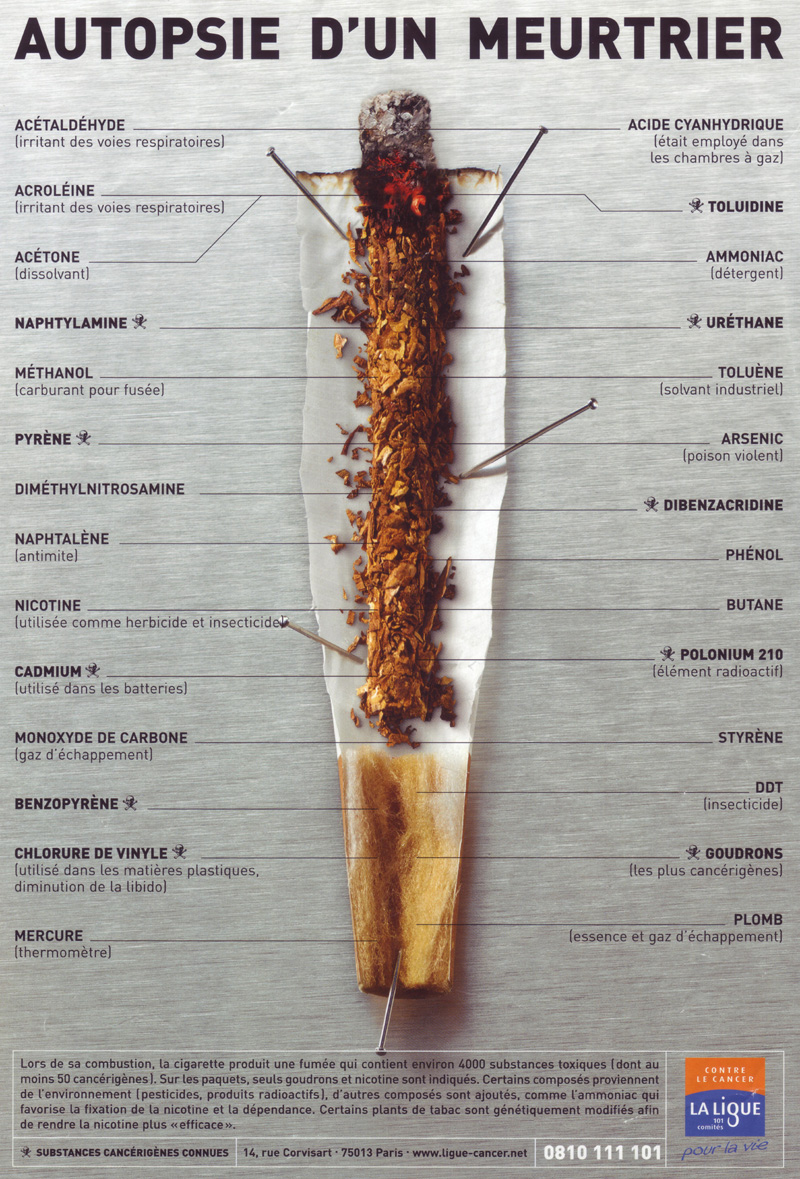 AUTOPSIE D'UN MEURTRIER
ACÉTALDÉHYDE
(irritant des voies respiratoires)
ACROLÉINE
(irritant des voies respiratoires)
ACÉTONE
(dissolvant)
NAPHTYLAMINE
MÉTHANOL
(carburant pour fusée)
PYRÈNE
DIMÉTHYLNITROSAMINE
NAPHTALÈNE
(antimite)
NICOTINE
(utilisée comme herbicide et insecticide)
CADMIUM
(utilisé dans les batteries)
MONOXYDE DE CARBONE
(gaz d'échappement)
BENZOPYRÈNE
CHLORURE DE VINYLE
(utilisé dans les matières plastiques,
diminution de la libido)
MERCURE
(thermomètre)
ACIDE CYANHYDRIQUE
(était employé dans
les chambres à gaz)
TOLUIDINE
AMMONIAC
(détergent)
URÉTHANE
TOLUÈNE
(solvant industriel)
ARSENIC
(poison violent)
DIBENZACRIDINE
PHÉNOL
BUTANE
POLONIUM 210
(élément radioactif)
STYRÈNE
DDT
(insecticide)
GOUDRONS
(les plus cancérigènes)
PLOMB
(essence et gaz d'échappement)
Lors de sa combustion, la cigarette produit une fumée qui contient environ 4000 substances toxiques (dont au
moins 50 cancérigènes). Sur les paquets, seuls goudrons et nicotine sont indiqués. Certains composés proviennent
de l'environnement (pesticides, produits radioactifs), d'autres composés sont ajoutés, comme l'ammoniac qui
favorise la fixation de la nicotine et la dépendance. Certains plants de tabac sont génétiquement modifiés afin
de rendre la nicotine plus «efficace».
SUBSTANCES CANCÉRIGÈNES CONNUES
14, rue Corvisart · 75013 Paris · www.ligue-cancer.net
0810 111 101
CONTRE
LE CANCER
LA LIGUE
101
comités
pour la vie